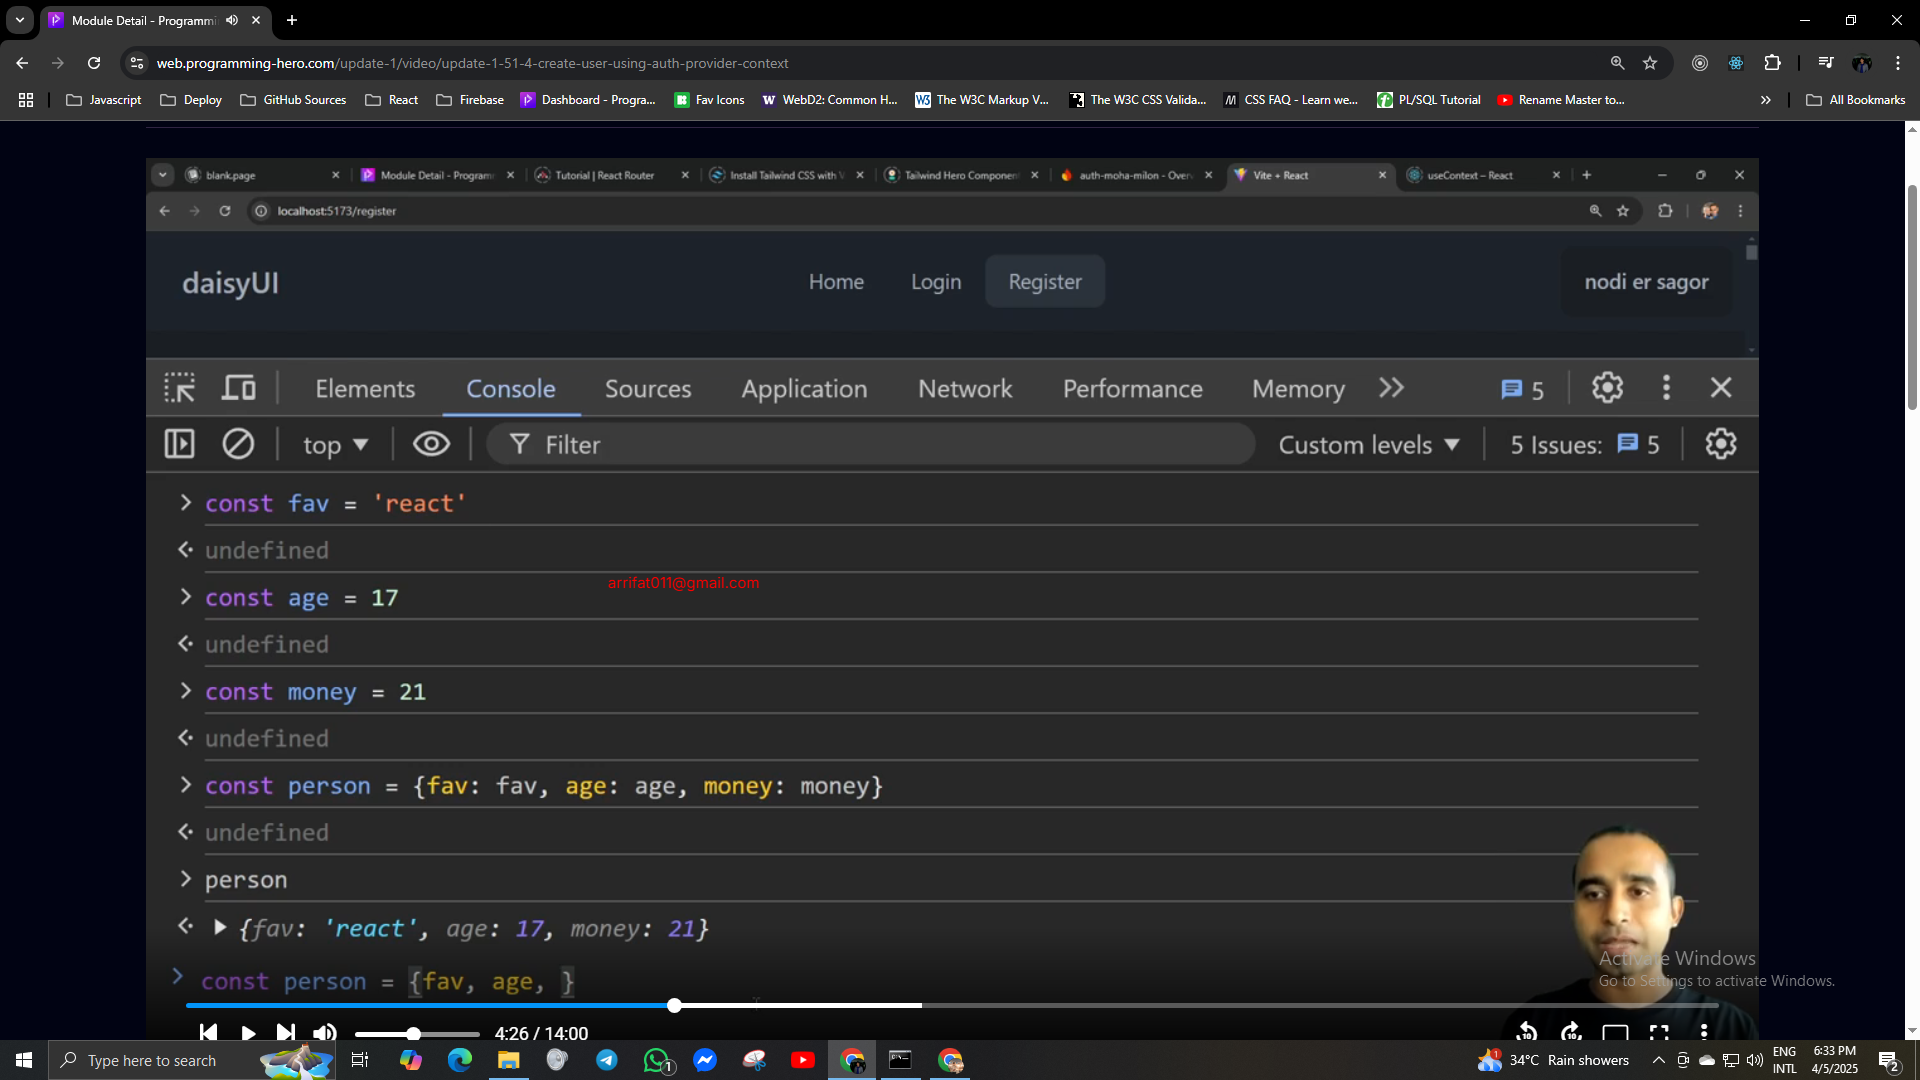 Module Detail - Programmi
web.programming-hero.com/update-1/video/update-1-51-4-create-user-using-auth-provider-context
Javascript Deploy GitHub Sources React Firebase Dashboard - Progra... Fav Icons WebD2: Common H... The W3C Markup V... The W3C CSS Valida... CSS FAQ - Learn we... PL/SQL Tutorial Rename Master to... All Bookmarks
blank.page Module Detail - Programm Tutorial | React Router Install Tailwind CSS with V Tailwind Hero Component auth-moha-milon - Over Vite + React useContext – React
localhost:5173/register
daisyUI Home Login Register nodi er sagor
Elements Console Sources Application Network Performance Memory 5
top Filter Custom levels 5 Issues: 5
> const fav = 'react'
undefined
arrifat011@gmail.com
> const age = 17
undefined
> const money = 21
undefined
> const person = {fav: fav, age: age, money: money}
undefined
> person
{fav: 'react', age: 17, money: 21}
> const person = {fav, age, }
Activate Windows
Go to Settings to activate Windows.
4:26 / 14:00
10 10
Type here to search 1 1 34°C Rain showers ENG INTL 6:33 PM 4/5/2025 2